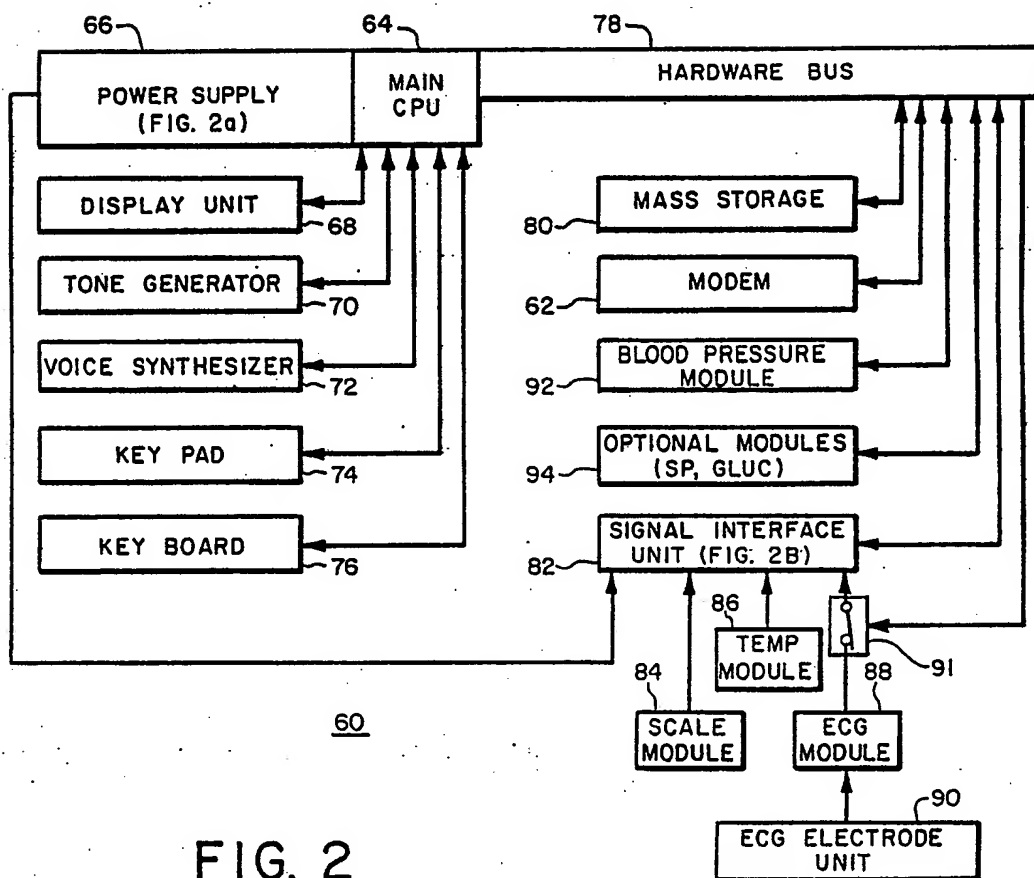 66
64
78
POWER SUPPLY
(FIG. 2a)
MAIN
CPU
HARDWARE BUS
DISPLAY UNIT
68
TONE GENERATOR
70
VOICE SYNTHESIZER
72
KEY PAD
74
KEY BOARD
76
MASS STORAGE
80
MODEM
62
BLOOD PRESSURE
MODULE
92
OPTIONAL MODULES
(SP, GLUC)
94
SIGNAL INTERFACE
UNIT (FIG. 2B)
82
86
TEMP
MODULE
91
84
SCALE
MODULE
88
ECG
MODULE
60
90
ECG ELECTRODE
UNIT
FIG. 2